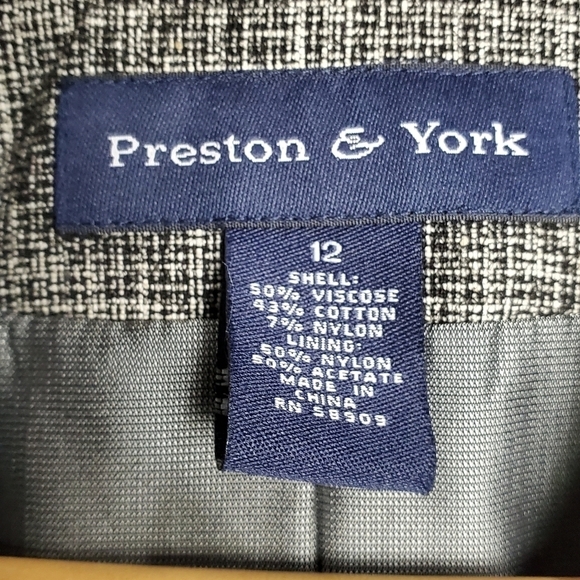 Preston & York
12
SHELL:
50% VISCOSE
43% COTTON
7% NYLON
LINING:
50% NYLON
50% ACETATE
MADE IN
CHINA
RN 58909